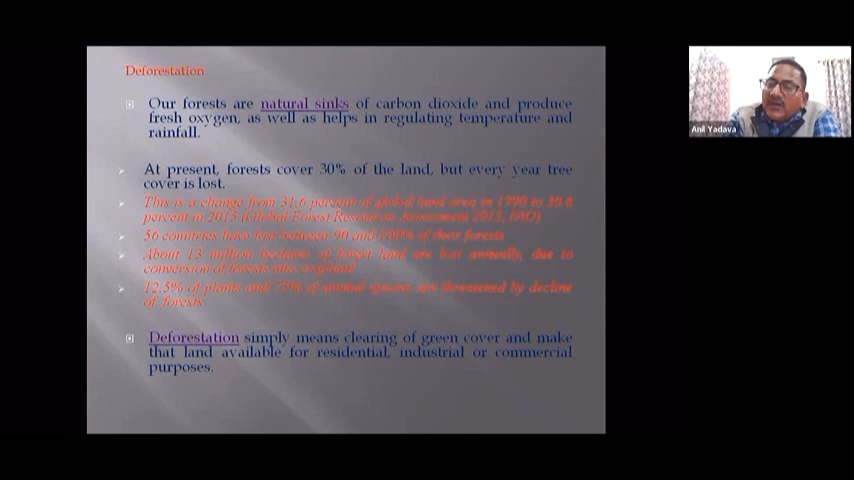 Deforestation
Our forests are natural sinks of carbon dioxide and produce
fresh oxygen, as well as helps in regulating temperature and
rainfall.
At present, forests cover 30% of the land, but every year tree
cover is lost.
This is a change from 31.6 percent of global land area in 1990 to 30.6
percent in 2015 (Global Forest Resources Assessment 2015, FAO)
56 countries have lost between 90 and 100% of their forests
About 13 million hectares of forest land are lost annually, due to
conversion of forests into cropland
12.5% of plants and 75% of animal species are threatened by decline
of forests
Deforestation simply means clearing of green cover and make
that land available for residential, industrial or commercial
purposes.
Anil Yadava